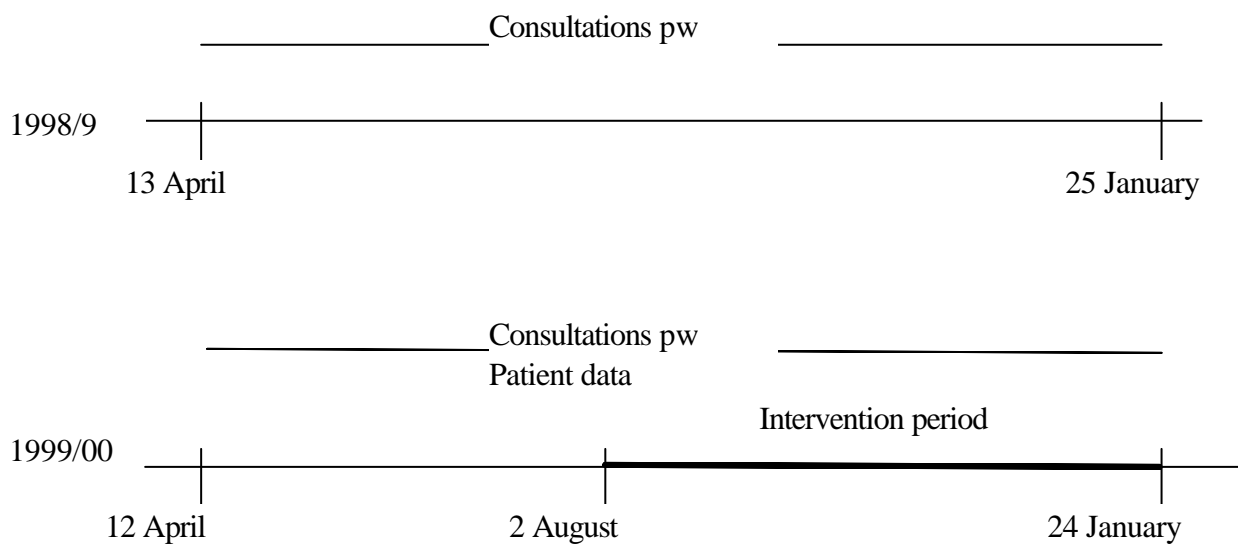 Consultations pw
1998/9
13 April 25 January
Consultations pw
Patient data
Intervention period
1999/00
12 April 2 August 24 January